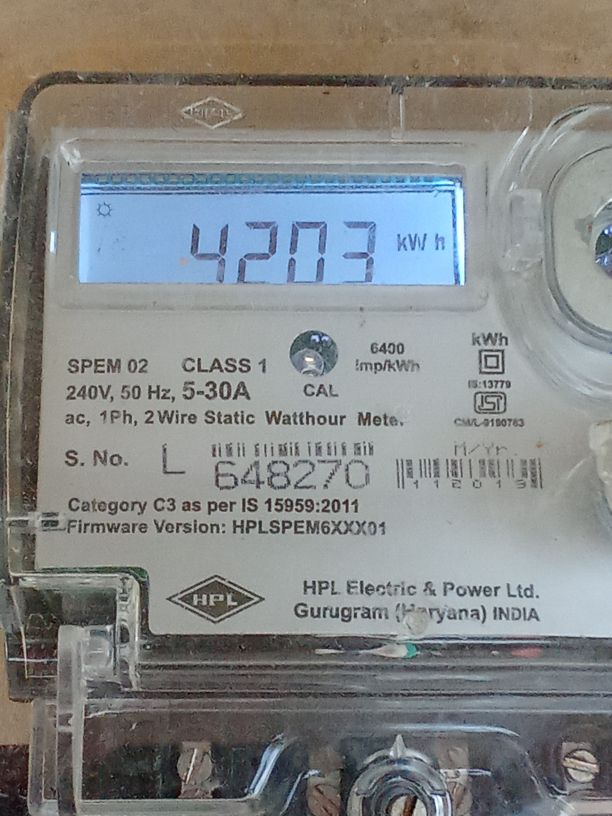 4203 kWh
SPEM 02 CLASS 1
240V, 50 Hz, 5-30A
ac, 1Ph, 2 Wire Static Watthour Meter
CAL
6400
imp/kWh
kWh
IS:13779
CM/L-9190763
S. No. L 648270
M/Yr.
112019
Category C3 as per IS 15959:2011
Firmware Version: HPLSPEM6XXX01
HPL
HPL Electric & Power Ltd.
Gurugram (Haryana) INDIA